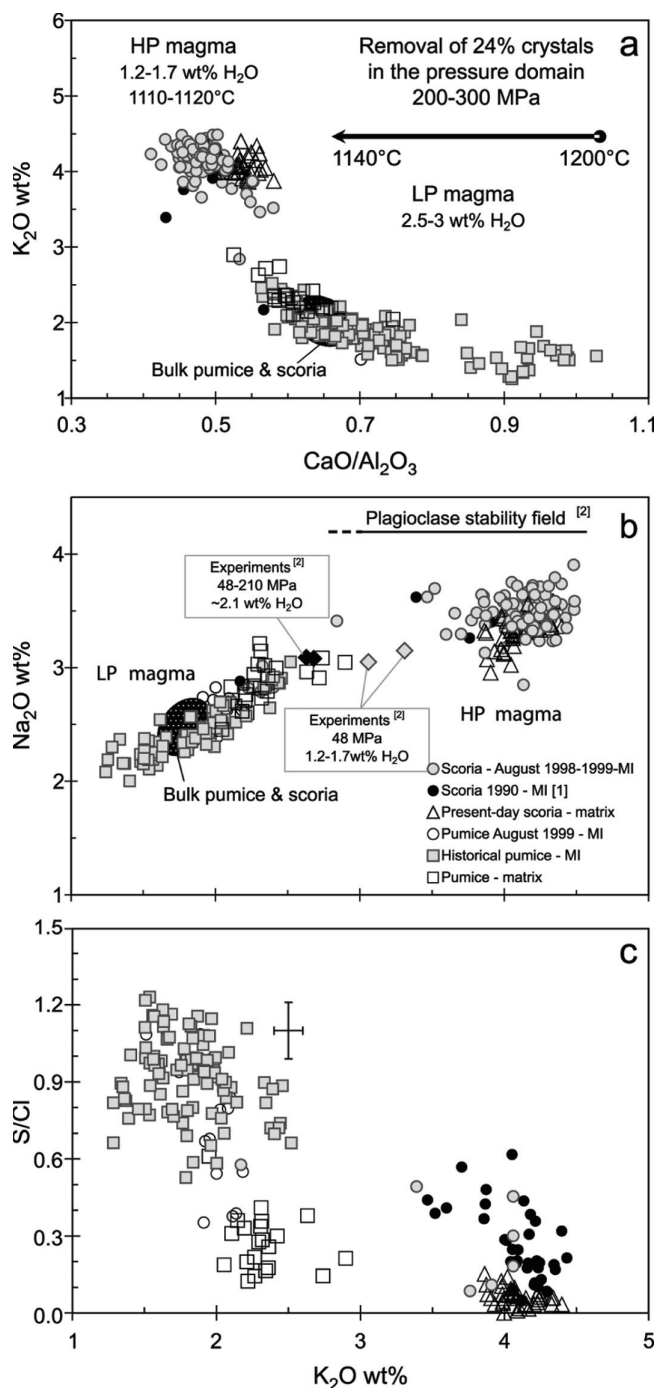 a
HP magma
1.2-1.7 wt% H₂O
1110-1120°C
Removal of 24% crystals
in the pressure domain
200-300 MPa
1140°C
1200°C
LP magma
2.5-3 wt% H₂O
Bulk pumice & scoria
6
5
4
3
2
1
K₂O wt%
0.3
0.5
0.7
0.9
1.1
CaO/Al₂O₃
b
Plagioclase stability field [2]
Experiments [2]
48-210 MPa
~2.1 wt% H₂O
LP magma
HP magma
Experiments [2]
48 MPa
1.2-1.7wt% H₂O
Bulk pumice & scoria
Scoria - August 1998-1999-MI
Scoria 1990 - MI [1]
Present-day scoria - matrix
Pumice August 1999 - MI
Historical pumice - MI
Pumice - matrix
4
3
2
1
Na₂O wt%
c
1.5
1.2
0.9
0.6
0.3
0.0
S/Cl
1
2
3
4
5
K₂O wt%